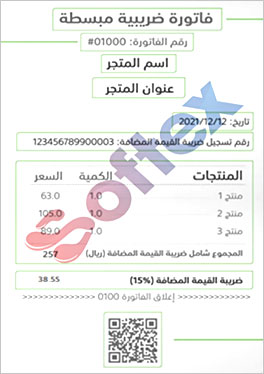 فاتورة ضريبية مبسطة
رقم الفاتورة: 01000#
اسم المتجر
عنوان المتجر
تاريخ: 2021/12/12
رقم تسجيل ضريبة القيمة المضافة: 123456789900003
المنتجات الكمية السعر
منتج 1 1.0 63.0
منتج 2 1.0 105.0
منتج 3 1.0 89.0
المجموع شامل ضريبة القيمة المضافة (ريال) 257
ضريبة القيمة المضافة (15%) 38.55
>>>>>>>>>>>>>> إغلاق الفاتورة 0100 <<<<<<<<<<<<<<
Softex